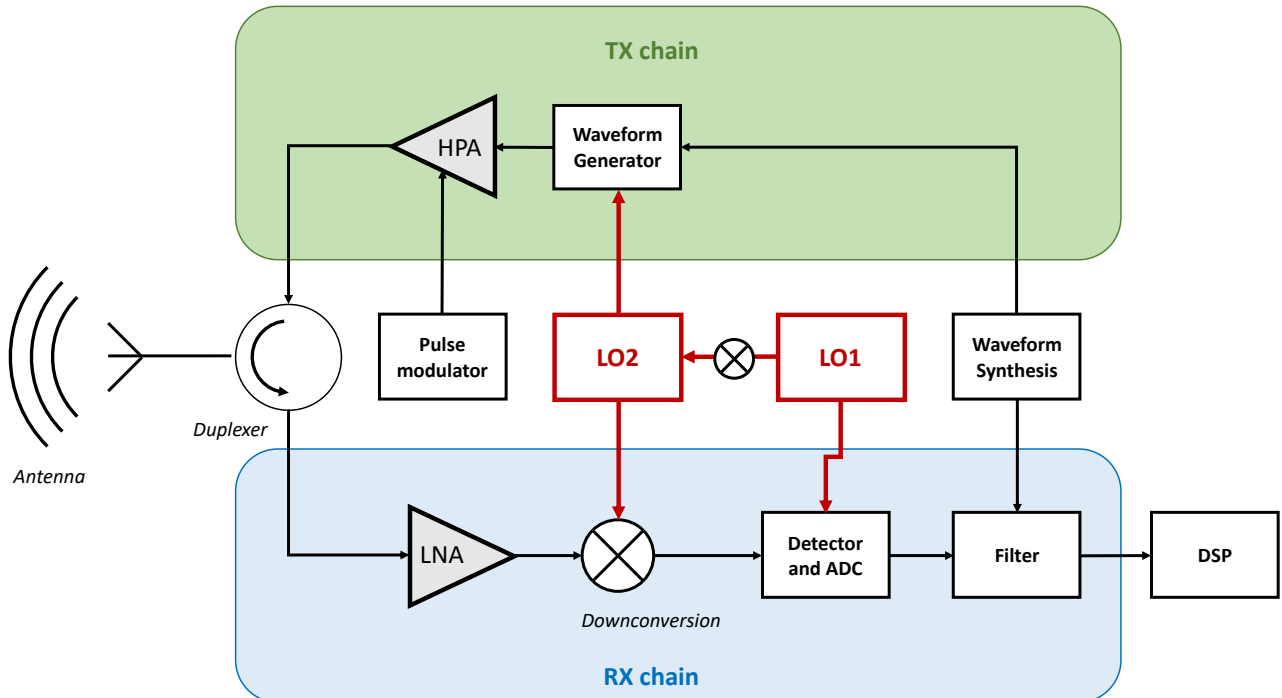 TX chain
HPA
Waveform
Generator
Pulse
modulator
LO2
LO1
Waveform
Synthesis
Duplexer
Antenna
LNA
Detector
and ADC
Filter
DSP
Downconversion
RX chain